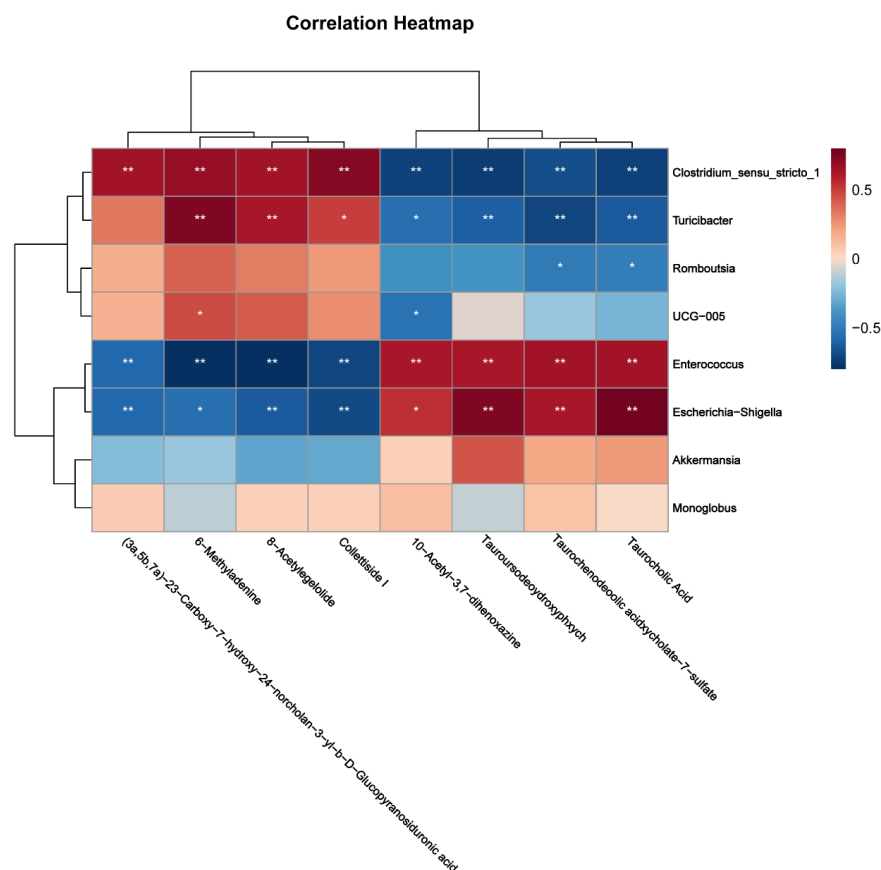 Correlation Heatmap
** ** ** ** ** ** ** ** Clostridium_sensu_stricto_1
** ** * * ** ** ** Turicibacter
* * Romboutsia
* * UCG−005
** ** ** ** ** ** ** ** Enterococcus
** * ** ** * ** ** ** Escherichia−Shigella
Akkermansia
Monoglobus
0.5
0
−0.5
(3a,5b,7a)−23−Carboxy−7−hydroxy−24−norcholan−3−yl−b−D−Glucopyranosiduronic acid
6−Methyladenine
8−Acetylegelolide
Collettiside I
10−Acetyl−3,7−dihenoxazine
Tauroursodeoydroxyphxych
Taurochenodeoolic acidxycholate−7−sulfate
Taurocholic Acid